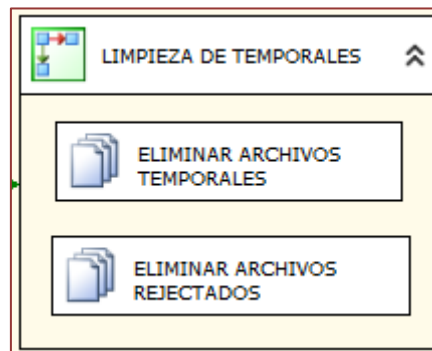 LIMPIEZA DE TEMPORALES
ELIMINAR ARCHIVOS
TEMPORALES
ELIMINAR ARCHIVOS
REJECTADOS